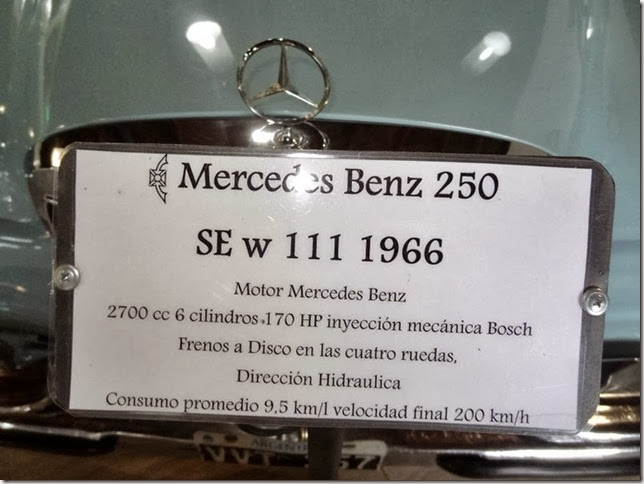 Mercedes Benz 250
SE w 111 1966
Motor Mercedes Benz
2700 cc 6 cilindros 170 HP inyección mecánica Bosch
Frenos a Disco en las cuatro ruedas,
Dirección Hidraulica
Consumo promedio 9,5 km/l velocidad final 200 km/h